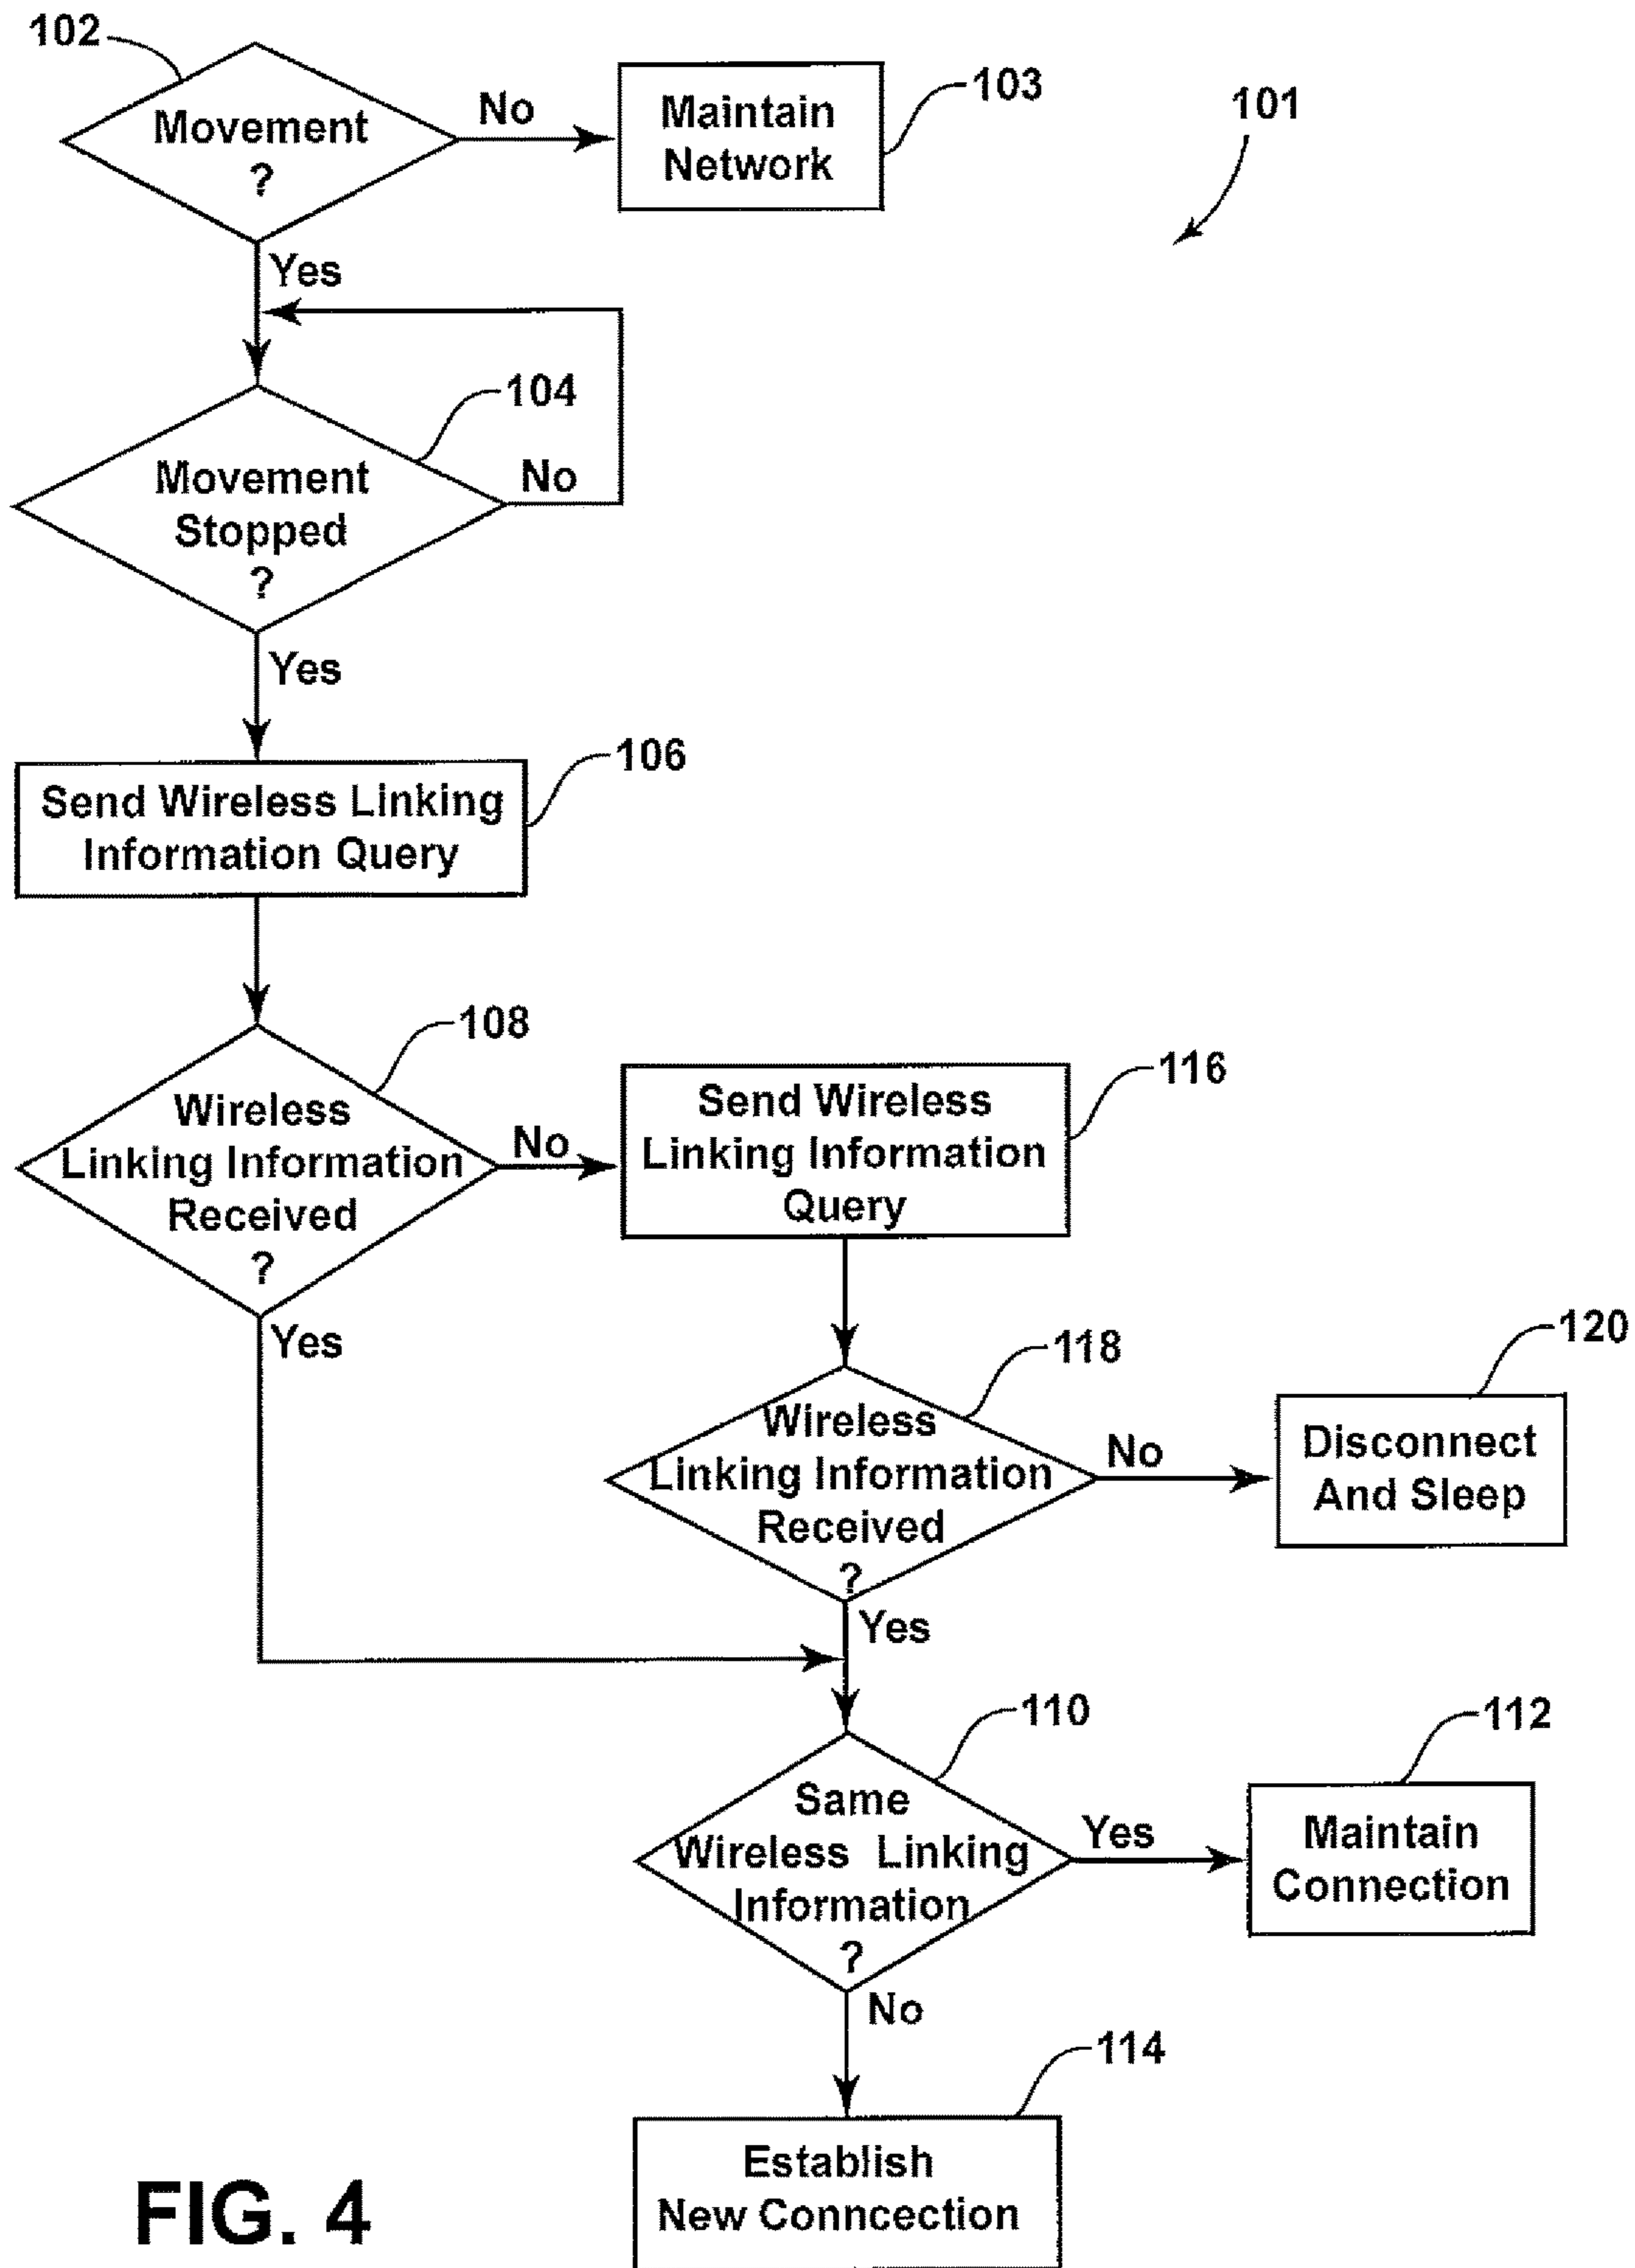 102
Movement
?
No
Maintain
Network
103
101
Yes
104
Movement
Stopped
?
No
Yes
106
Send Wireless Linking
Information Query
108
Wireless
Linking Information
Received
?
No
Send Wireless
Linking Information
Query
116
Yes
118
Wireless
Linking Information
Received
?
No
Disconnect
And Sleep
120
Yes
110
Same
Wireless Linking
Information
?
Yes
Maintain
Connection
112
No
114
Establish
New Conncection
FIG. 4